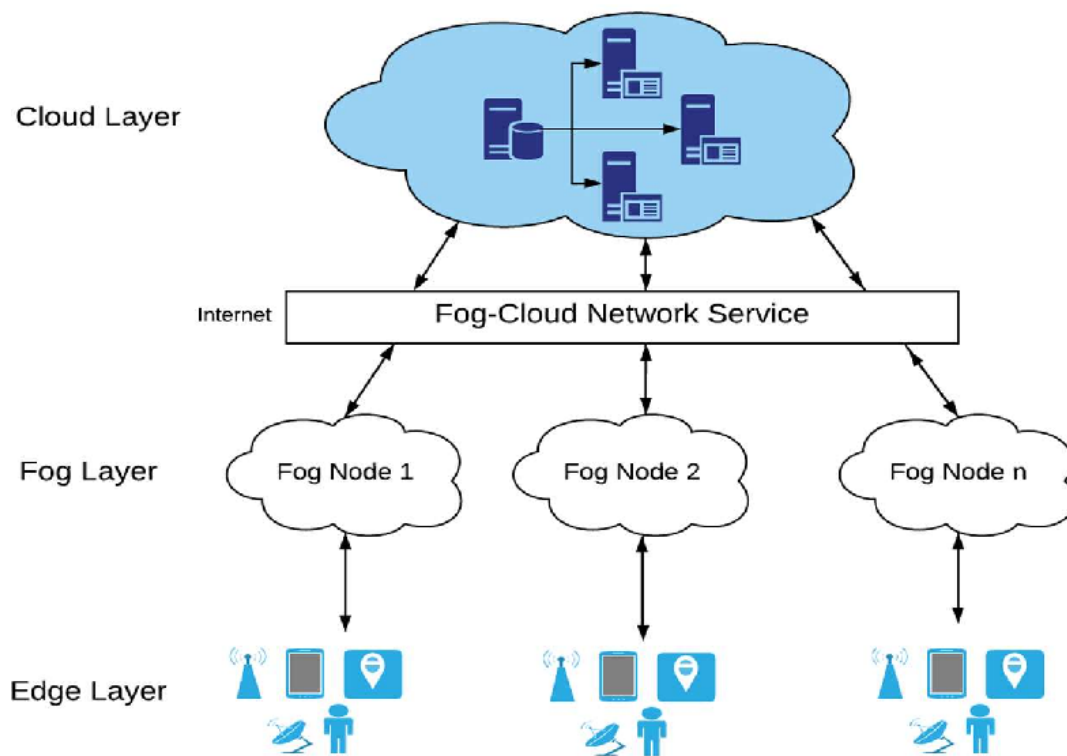 Cloud Layer
Internet
Fog-Cloud Network Service
Fog Layer
Fog Node 1
Fog Node 2
Fog Node n
Edge Layer